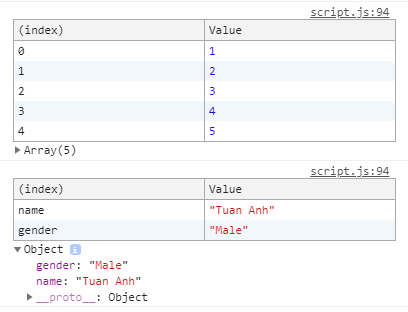 script.js:94
(index) Value
0 1
1 2
2 3
3 4
4 5
Array(5)
script.js:94
(index) Value
name "Tuan Anh"
gender "Male"
Object i
gender: "Male"
name: "Tuan Anh"
__proto__: Object